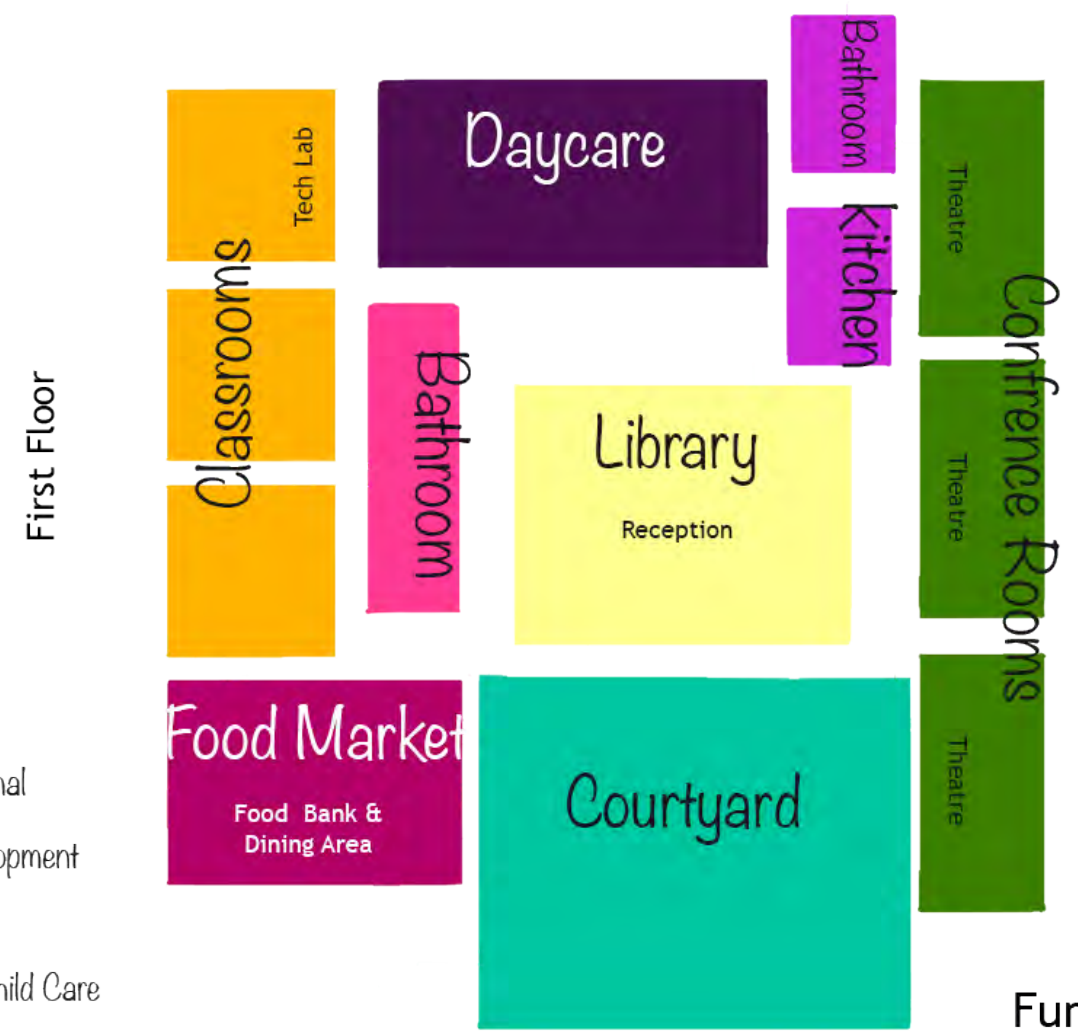 First Floor
Classrooms
Tech Lab
Daycare
Bathroom
Kitchen
Theatre
Confrence Rooms
Bathroom
Library
Reception
Theatre
Food Market
Food Bank &
Dining Area
Courtyard
Theatre